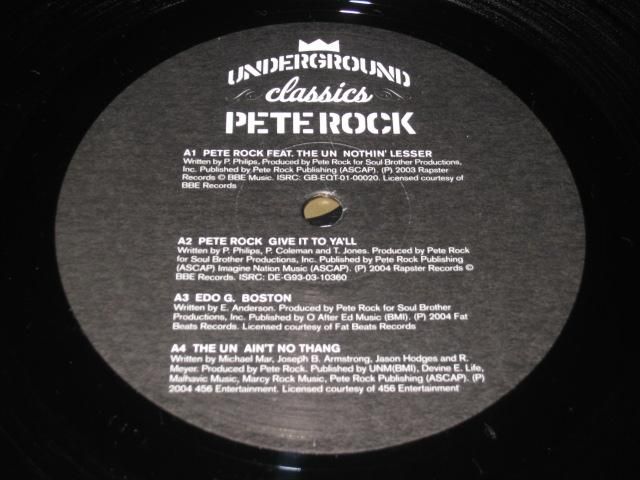 UNDERGROUND
classics
PETE ROCK
A1 PETE ROCK FEAT. THE UN NOTHIN' LESSER
Written by P. Philips. Produced by Pete Rock for Soul Brother Productions,
Inc. Published by Pete Rock Publishing (ASCAP). (P) 2003 Rapster
Records © BBE Music. ISRC: GB-EQT-01-00020. Licensed courtesy of
BBE Records
A2 PETE ROCK GIVE IT TO YA'LL
Written by P. Philips, P. Coleman and T. Jones. Produced by Pete Rock
for Soul Brother Productions, Inc. Published by Pete Rock Publishing
(ASCAP) Imagine Nation Music (ASCAP). (P) 2004 Rapster Records ©
BBE Records. ISRC: DE-G93-03-10360
A3 EDO G. BOSTON
Written by E. Anderson. Produced by Pete Rock for Soul Brother
Productions, Inc. Published by O After Ed Music (BMI). (P) 2004 Fat
Beats Records. Licensed courtesy of Fat Beats Records
A4 THE UN AIN'T NO THANG
Written by Michael Mar, Joseph B. Armstrong, Jason Hodges and R.
Meyer. Produced by Pete Rock. Published by UNM(BMI), Devine E. Life,
Malhavic Music, Marcy Rock Music, Pete Rock Publishing (ASCAP). (P)
2004 456 Entertainment. Licensed courtesy of 456 Entertainment